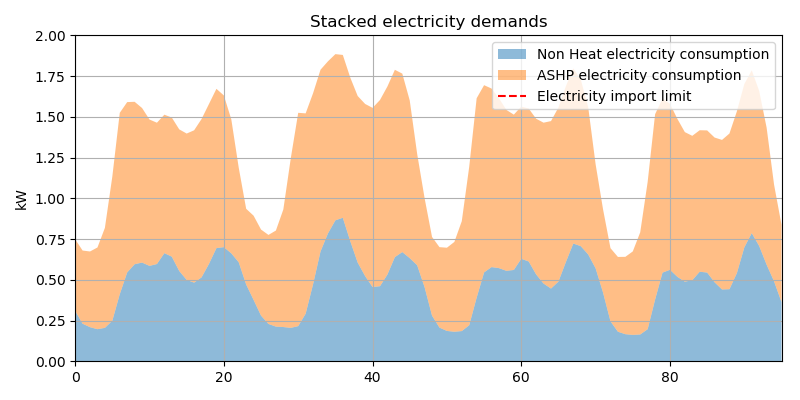 Stacked electricity demands
Non Heat electricity consumption
ASHP electricity consumption
Electricity import limit
kW
2.00
1.75
1.50
1.25
1.00
0.75
0.50
0.25
0.00
0 20 40 60 80